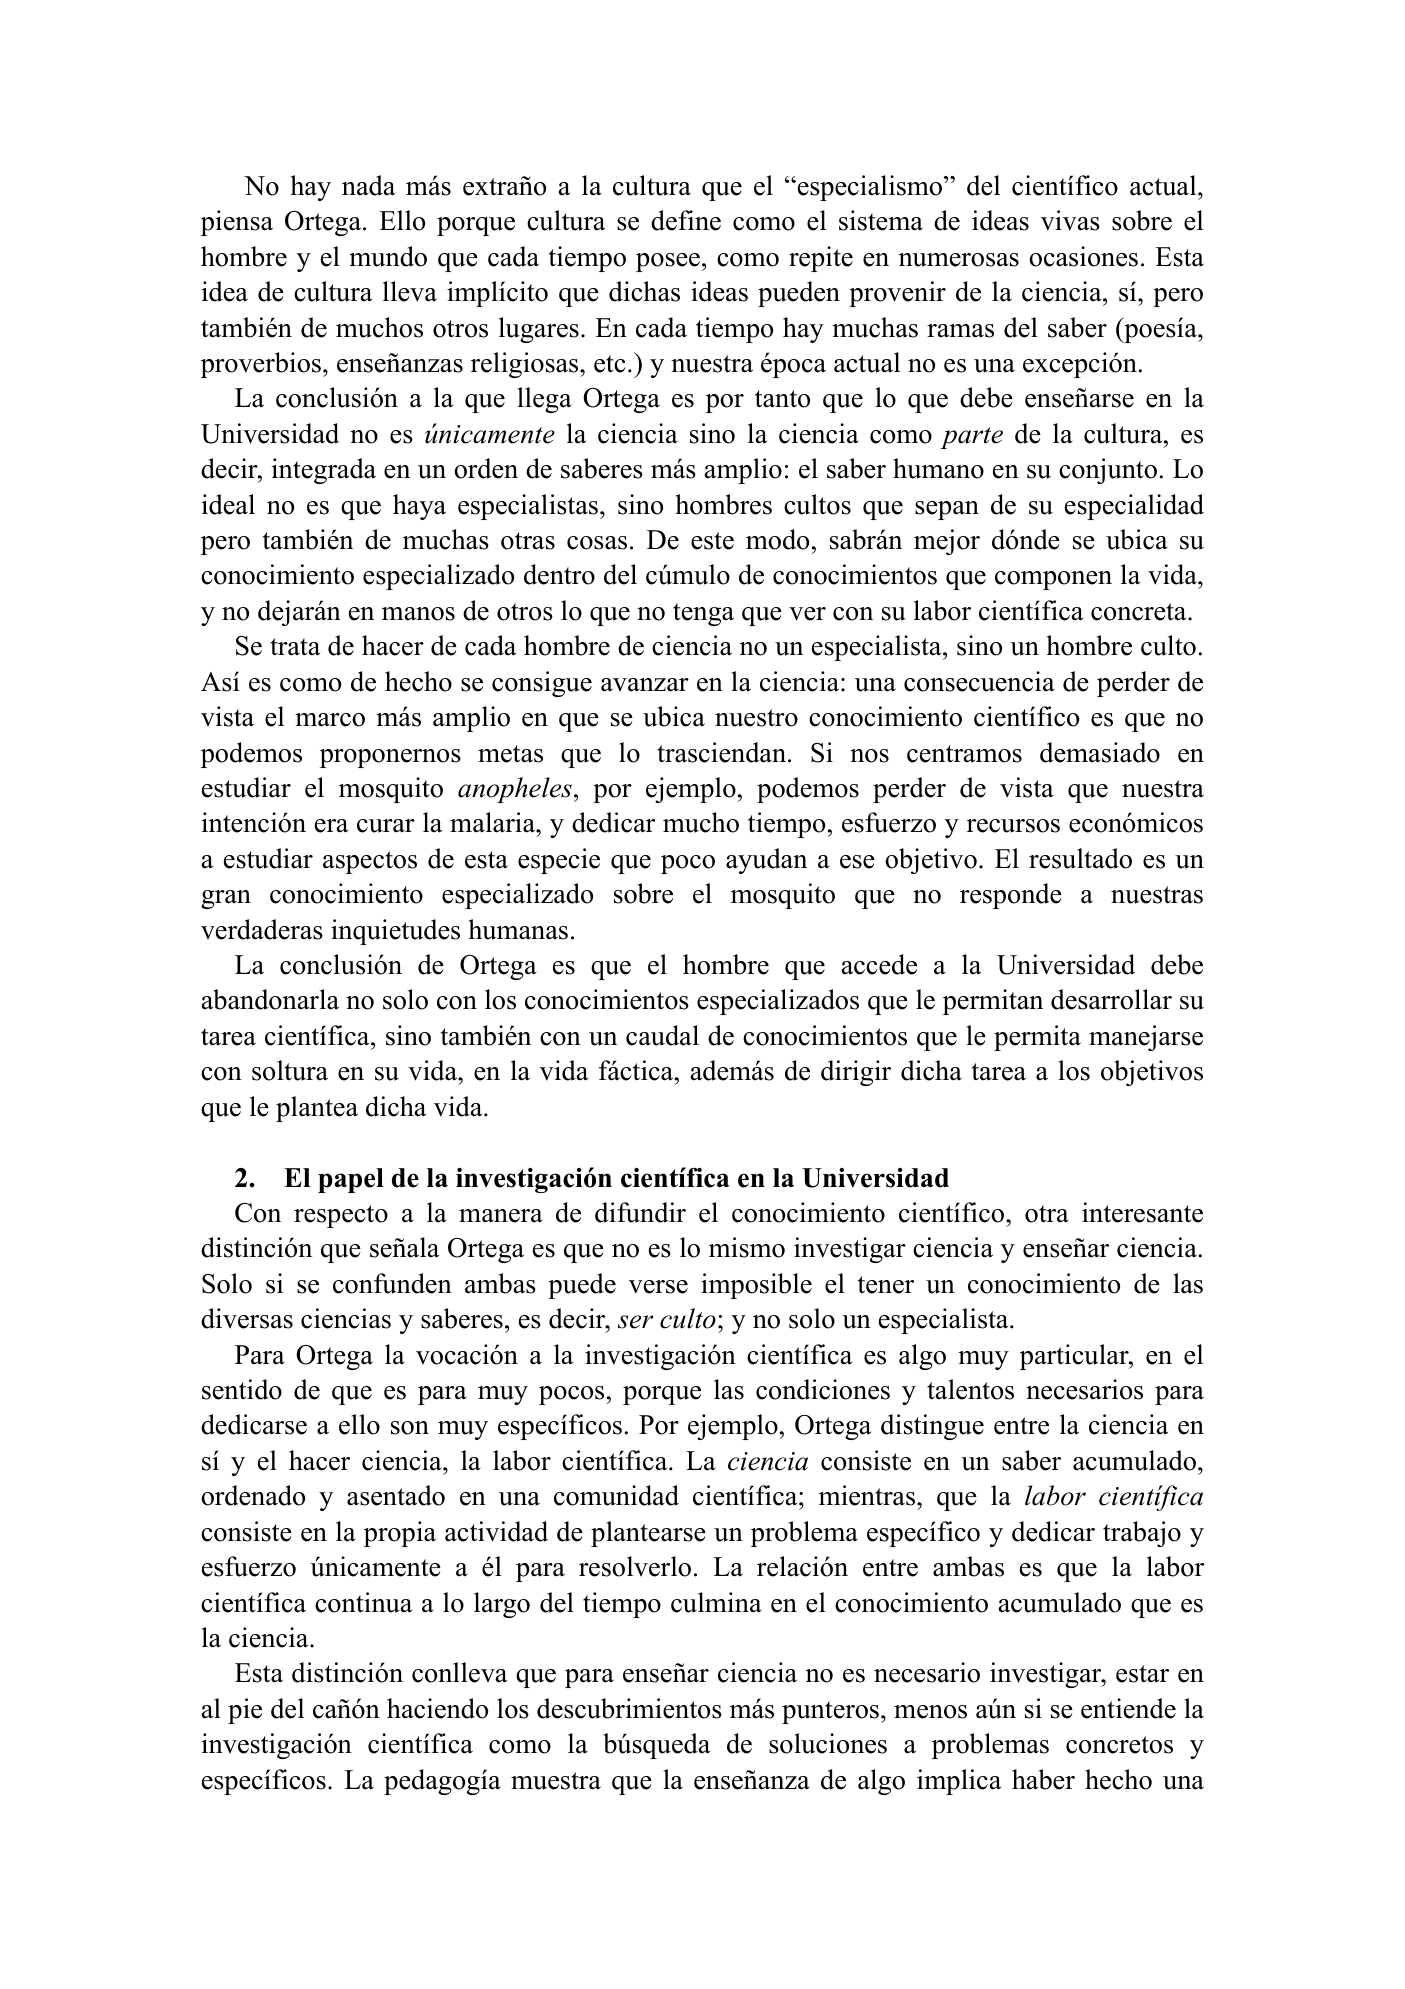 No hay nada más extraño a la cultura que el “especialismo” del científico actual,
piensa Ortega. Ello porque cultura se define como el sistema de ideas vivas sobre el
hombre y el mundo que cada tiempo posee, como repite en numerosas ocasiones. Esta
idea de cultura lleva implícito que dichas ideas pueden provenir de la ciencia, sí, pero
también de muchos otros lugares. En cada tiempo hay muchas ramas del saber (poesía,
proverbios, enseñanzas religiosas, etc.) y nuestra época actual no es una excepción.
La conclusión a la que llega Ortega es por tanto que lo que debe enseñarse en la
Universidad no es únicamente la ciencia sino la ciencia como parte de la cultura, es
decir, integrada en un orden de saberes más amplio: el saber humano en su conjunto. Lo
ideal no es que haya especialistas, sino hombres cultos que sepan de su especialidad
pero también de muchas otras cosas. De este modo, sabrán mejor dónde se ubica su
conocimiento especializado dentro del cúmulo de conocimientos que componen la vida,
y no dejarán en manos de otros lo que no tenga que ver con su labor científica concreta.
Se trata de hacer de cada hombre de ciencia no un especialista, sino un hombre culto.
Así es como de hecho se consigue avanzar en la ciencia: una consecuencia de perder de
vista el marco más amplio en que se ubica nuestro conocimiento científico es que no
podemos proponernos metas que lo trasciendan. Si nos centramos demasiado en
estudiar el mosquito anopheles, por ejemplo, podemos perder de vista que nuestra
intención era curar la malaria, y dedicar mucho tiempo, esfuerzo y recursos económicos
a estudiar aspectos de esta especie que poco ayudan a ese objetivo. El resultado es un
gran conocimiento especializado sobre el mosquito que no responde a nuestras
verdaderas inquietudes humanas.
La conclusión de Ortega es que el hombre que accede a la Universidad debe
abandonarla no solo con los conocimientos especializados que le permitan desarrollar su
tarea científica, sino también con un caudal de conocimientos que le permita manejarse
con soltura en su vida, en la vida fáctica, además de dirigir dicha tarea a los objetivos
que le plantea dicha vida.
2. El papel de la investigación científica en la Universidad
Con respecto a la manera de difundir el conocimiento científico, otra interesante
distinción que señala Ortega es que no es lo mismo investigar ciencia y enseñar ciencia.
Solo si se confunden ambas puede verse imposible el tener un conocimiento de las
diversas ciencias y saberes, es decir, ser culto; y no solo un especialista.
Para Ortega la vocación a la investigación científica es algo muy particular, en el
sentido de que es para muy pocos, porque las condiciones y talentos necesarios para
dedicarse a ello son muy específicos. Por ejemplo, Ortega distingue entre la ciencia en
sí y el hacer ciencia, la labor científica. La ciencia consiste en un saber acumulado,
ordenado y asentado en una comunidad científica; mientras, que la labor científica
consiste en la propia actividad de plantearse un problema específico y dedicar trabajo y
esfuerzo únicamente a él para resolverlo. La relación entre ambas es que la labor
científica continua a lo largo del tiempo culmina en el conocimiento acumulado que es
la ciencia.
Esta distinción conlleva que para enseñar ciencia no es necesario investigar, estar en
al pie del cañón haciendo los descubrimientos más punteros, menos aún si se entiende la
investigación científica como la búsqueda de soluciones a problemas concretos y
específicos. La pedagogía muestra que la enseñanza de algo implica haber hecho una